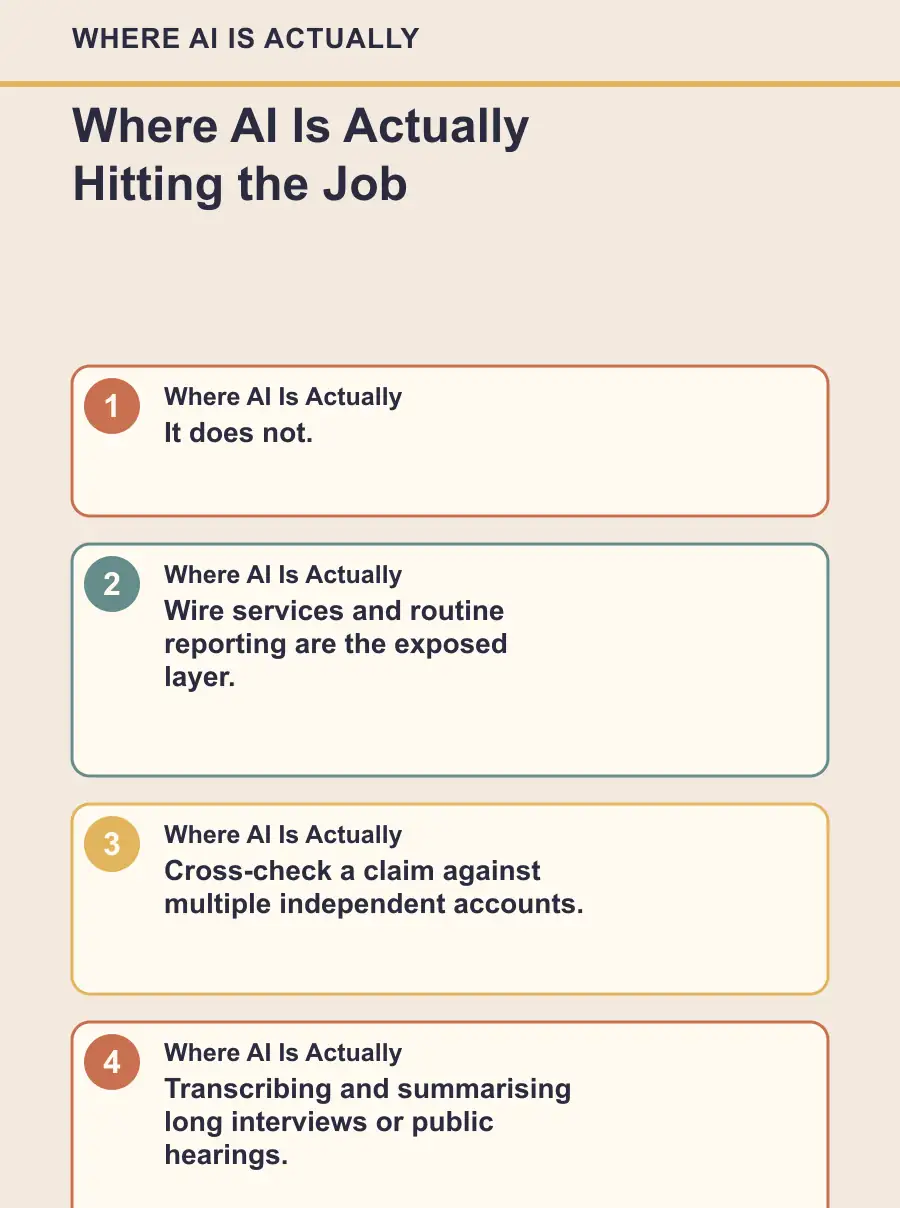 WHERE AI IS ACTUALLY
Where AI Is Actually
Hitting the Job
1
Where AI Is Actually
It does not.
2
Where AI Is Actually
Wire services and routine
reporting are the exposed
layer.
3
Where AI Is Actually
Cross-check a claim against
multiple independent accounts.
4
Where AI Is Actually
Transcribing and summarising
long interviews or public
hearings.